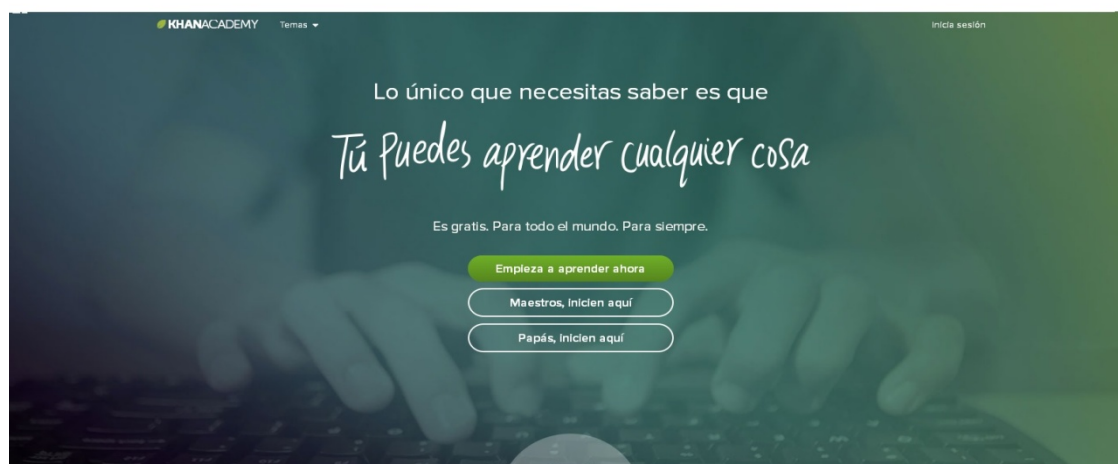 KHANACADEMY Temas Inicia sesión
Lo único que necesitas saber es que
Tú Puedes aprender cualquier cosa
Es gratis. Para todo el mundo. Para siempre.
Empieza a aprender ahora
Maestros, inicien aquí
Papás, inicien aquí